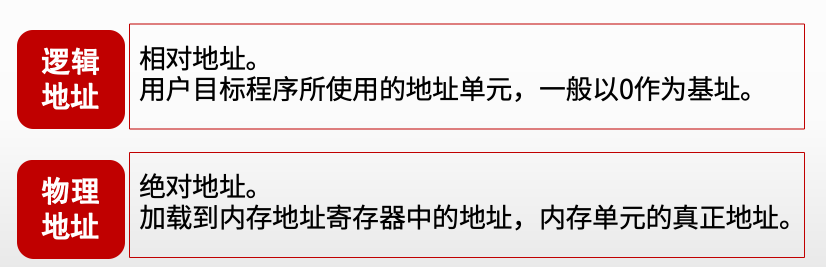 逻辑
地址
相对地址。
用户目标程序所使用的地址单元，一般以0作为基址。
物理
地址
绝对地址。
加载到内存地址寄存器中的地址，内存单元的真正地址。